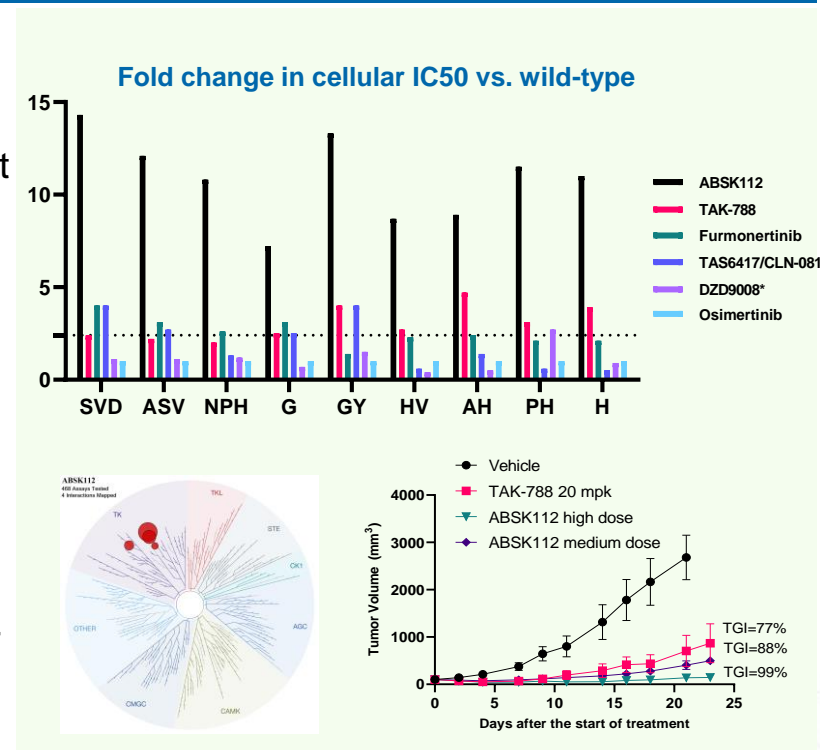 Fold change in cellular IC50 vs. wild-type
t
15
10
5
0
SVD ASV NPH G GY HV AH PH H
ABSK112
TAK-788
Furmonertinib
TAS6417/CLN-081
DZD9008*
Osimertinib
ABSK112
468 Assays Tested
4 Interactions Mapped
TK
TKL
STE
CK1
AGC
CAMK
CMGC
OTHER
Vehicle
TAK-788 20 mpk
ABSK112 high dose
ABSK112 medium dose
Tumor Volume (mm³)
4000
3000
2000
1000
0
TGI=77%
TGI=88%
TGI=99%
0 5 10 15 20 25
Days after the start of treatment